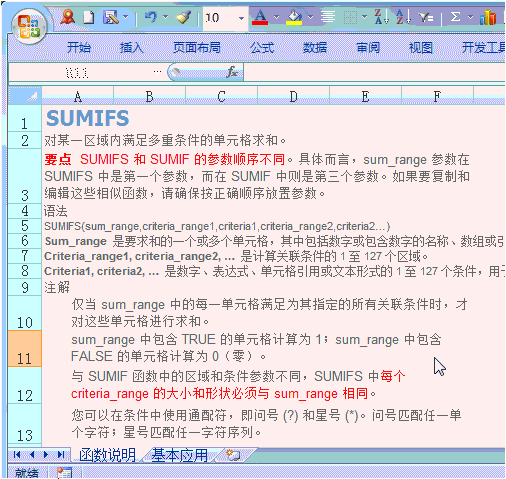 10 A A
开始 插入 页面布局 公式 数据 审阅 视图 开发工具
R11 fx
A B C D E F
1 SUMIFS
2 对某一区域内满足多重条件的单元格求和。
要点 SUMIFS 和 SUMIF 的参数顺序不同。具体而言，sum_range 参数在
SUMIFS 中是第一个参数，而在 SUMIF 中则是第三个参数。如果要复制和
3 编辑这些相似函数，请确保按正确顺序放置参数。
4 语法
5 SUMIFS(sum_range,criteria_range1,criteria1,criteria_range2,criteria2…)
6 Sum_range 是要求和的一个或多个单元格，其中包括数字或包含数字的名称、数组或引
7 Criteria_range1, criteria_range2, … 是计算关联条件的 1 至 127 个区域。
8 Criteria1, criteria2, … 是数字、表达式、单元格引用或文本形式的 1 至 127 个条件，用于
9 注解
仅当 sum_range 中的每一单元格满足为其指定的所有关联条件时，才
10 对这些单元格进行求和。
sum_range 中包含 TRUE 的单元格计算为 1；sum_range 中包含
11 FALSE 的单元格计算为 0（零）。
与 SUMIF 函数中的区域和条件参数不同，SUMIFS 中每个
12 criteria_range 的大小和形状必须与 sum_range 相同。
您可以在条件中使用通配符，即问号 (?) 和星号 (*)。问号匹配任一单
13 个字符；星号匹配任一字符序列。
函数说明 基本应用
就绪